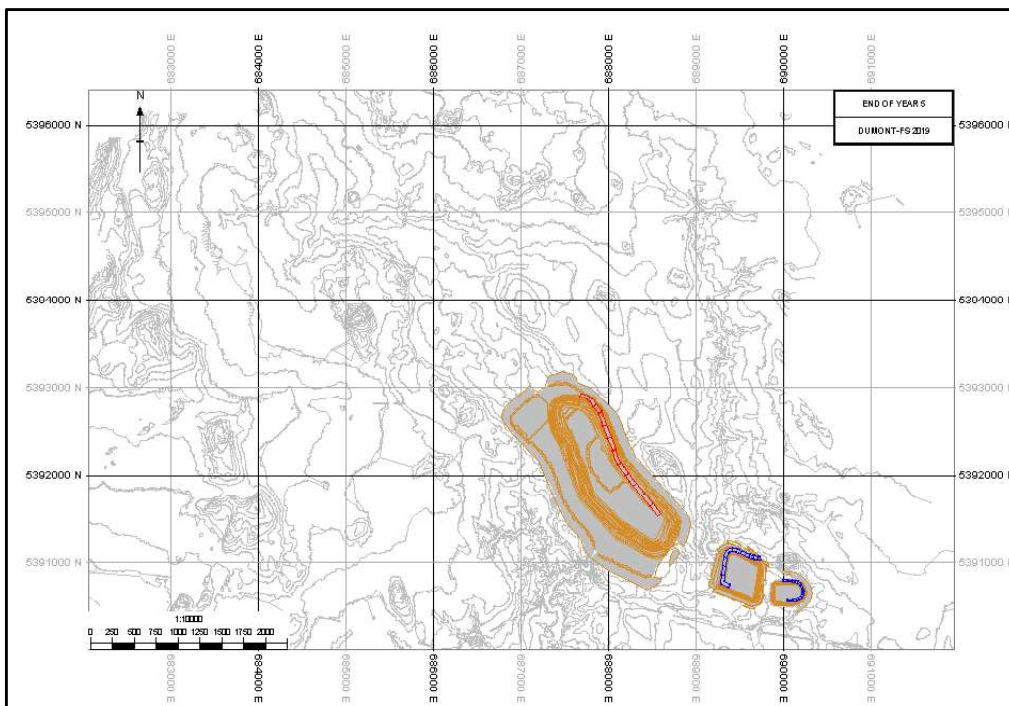 683000 E
684000 E
685000 E
686000 E
687000 E
688000 E
689000 E
690000 E
691000 E
N
END OF YEAR 5
DUMONT-FS 2019
5396000 N
5396000 N
5395000 N
5395000 N
5394000 N
5394000 N
5393000 N
5393000 N
5392000 N
5392000 N
5391000 N
5391000 N
1:10000
0 250 500 750 1000 1250 1500 1750 2000
683000 E
684000 E
685000 E
686000 E
687000 E
688000 E
689000 E
690000 E
691000 E